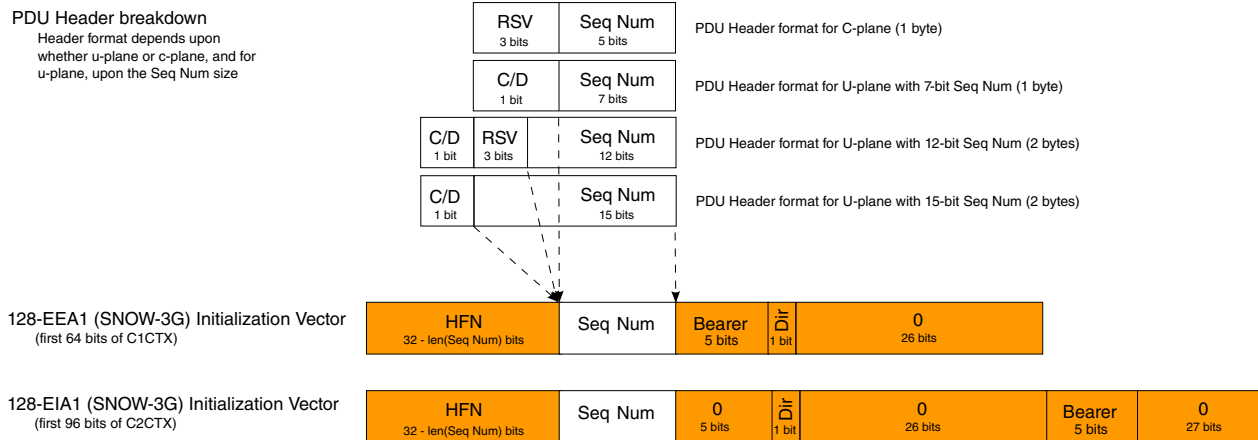 PDU Header breakdown
Header format depends upon
whether u-plane or c-plane, and for
u-plane, upon the Seq Num size
RSV
3 bits
Seq Num
5 bits
PDU Header format for C-plane (1 byte)
C/D
1 bit
Seq Num
7 bits
PDU Header format for U-plane with 7-bit Seq Num (1 byte)
C/D
1 bit
RSV
3 bits
Seq Num
12 bits
PDU Header format for U-plane with 12-bit Seq Num (2 bytes)
C/D
1 bit
Seq Num
15 bits
PDU Header format for U-plane with 15-bit Seq Num (2 bytes)
128-EEA1 (SNOW-3G) Initialization Vector
(first 64 bits of C1CTX)
HFN
32 - len(Seq Num) bits
Seq Num
Bearer
5 bits
Dir
1 bit
0
26 bits
128-EIA1 (SNOW-3G) Initialization Vector
(first 96 bits of C2CTX)
HFN
32 - len(Seq Num) bits
Seq Num
0
5 bits
Dir
1 bit
0
26 bits
Bearer
5 bits
0
27 bits